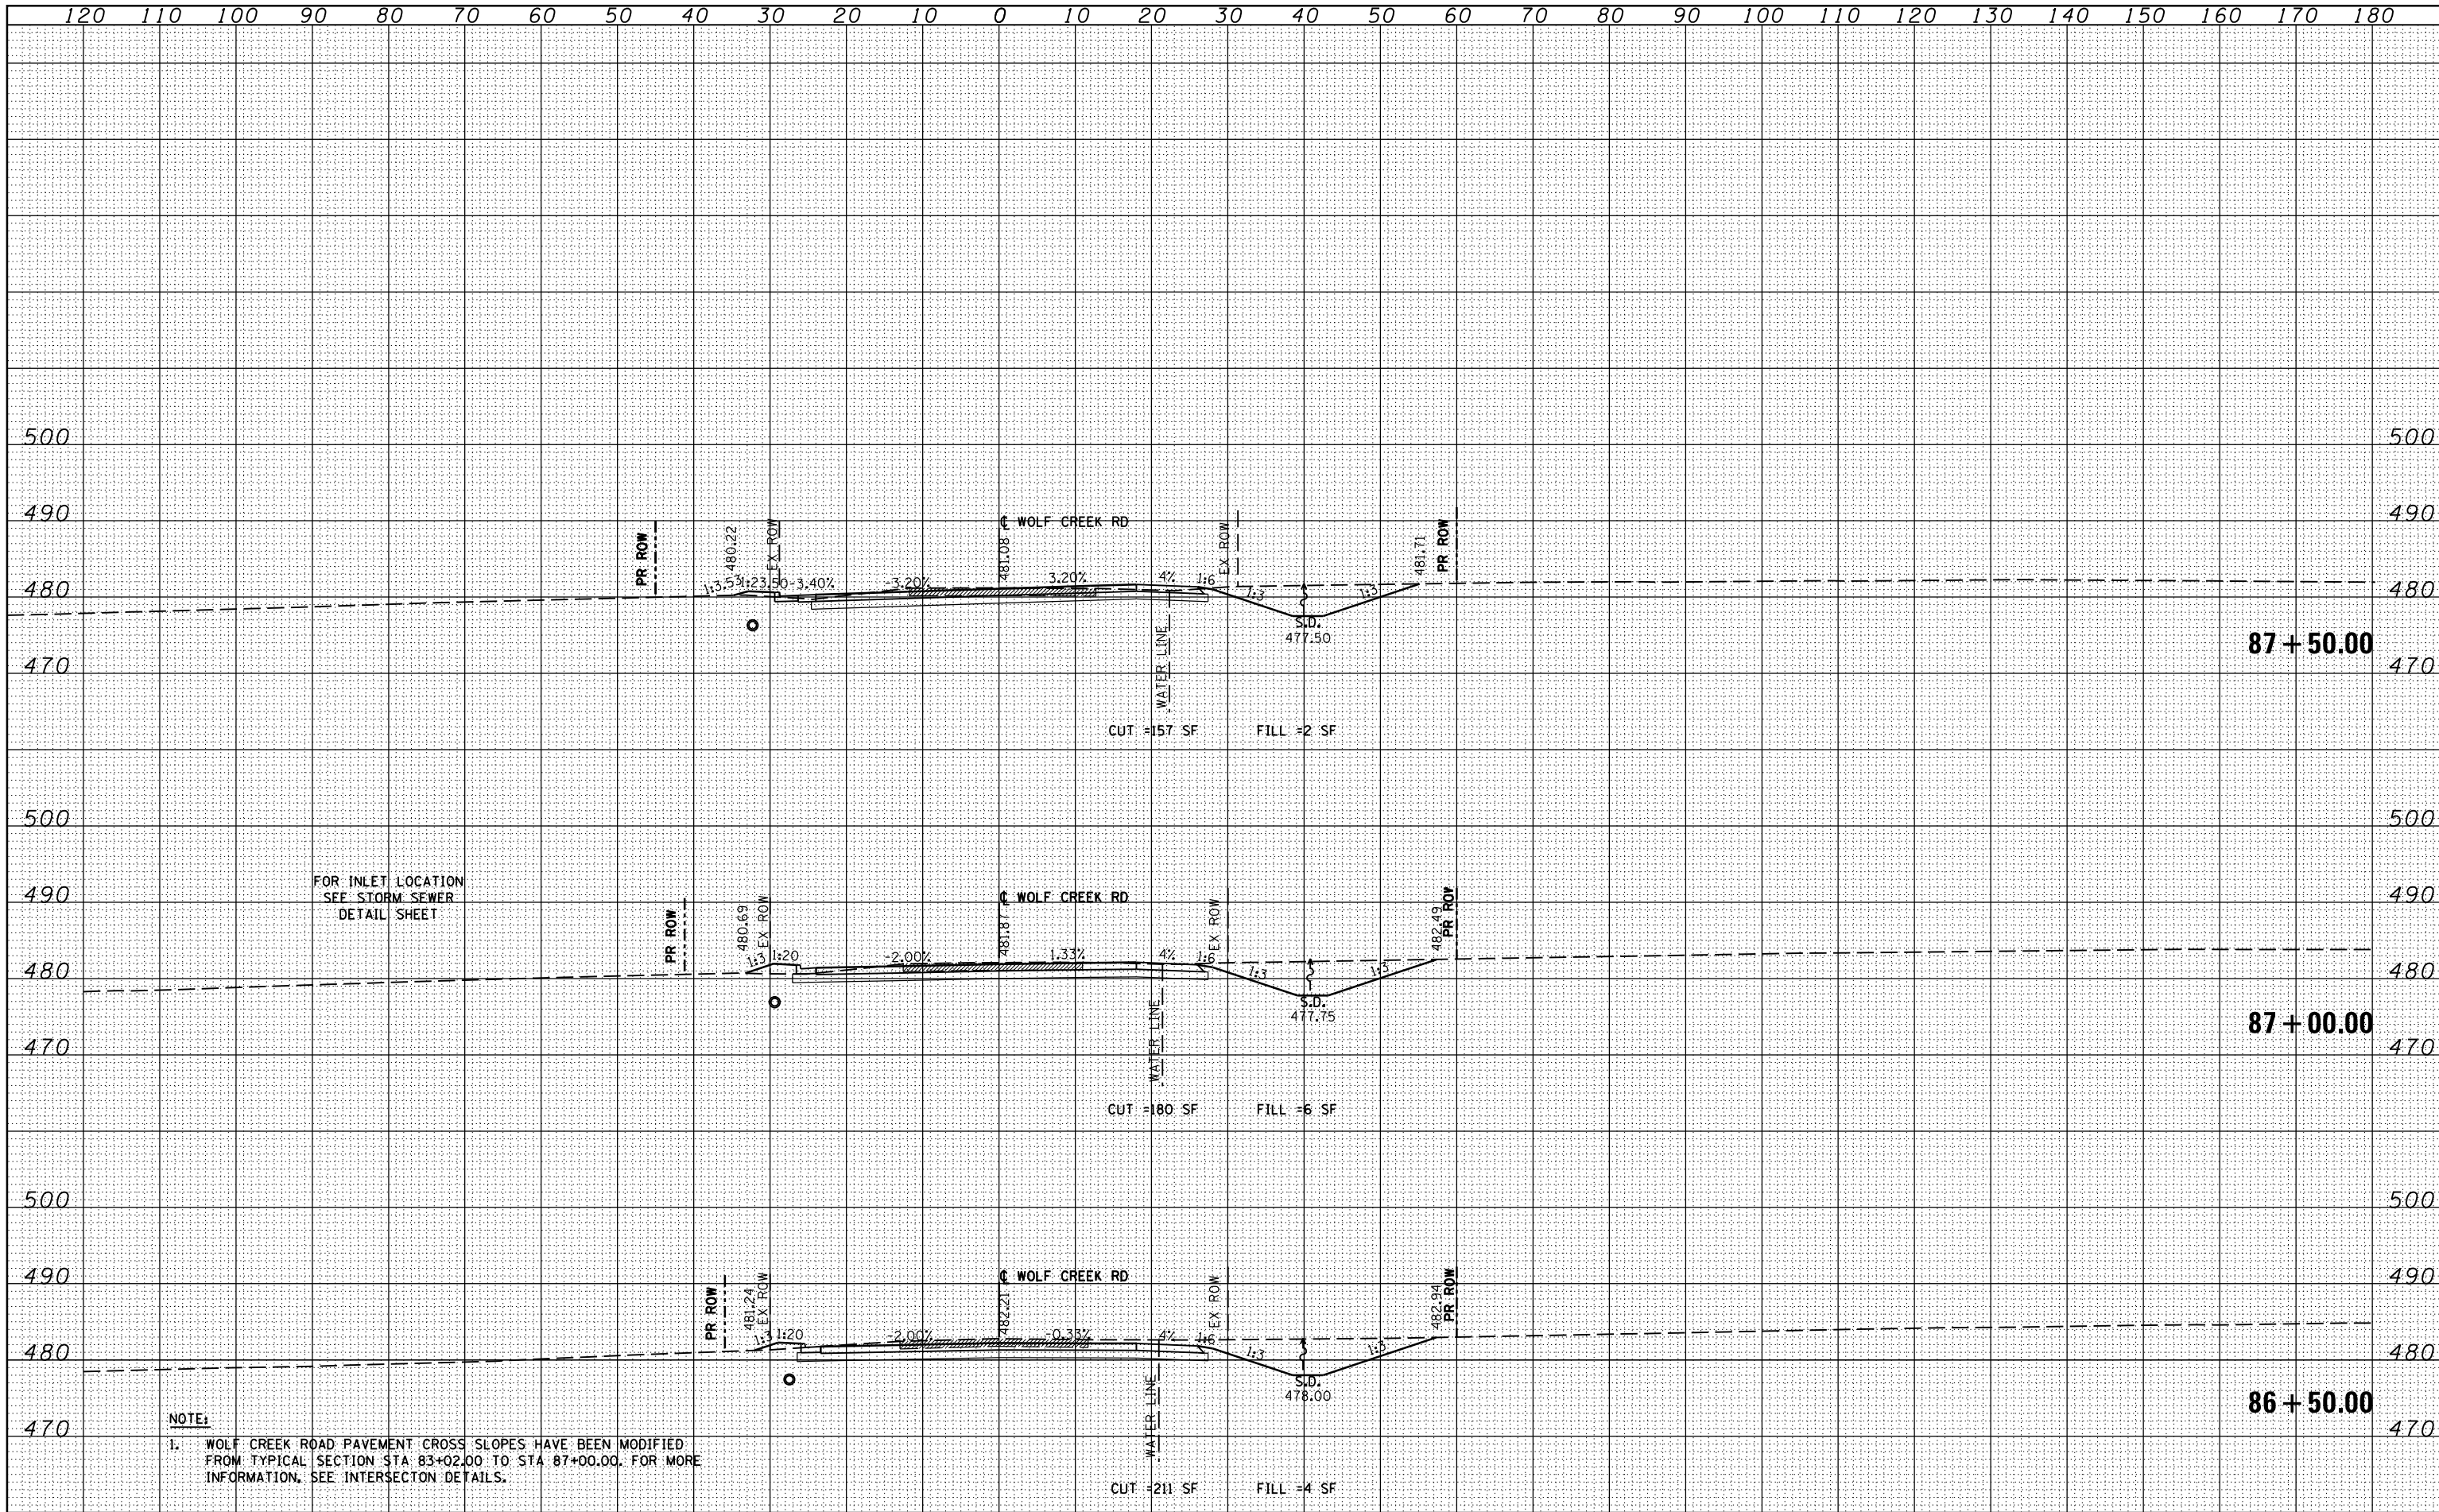 120 110 100 90 80 70 60 50 40 30 20 10 0 10 20 30 40 50 60 70 80 90 100 110 120 130 140 150 160 170 180
500 500
490 490
480 480
470 470
PR ROW
480.22
EX ROW
℄ WOLF CREEK RD
481.08
EX ROW
481.71
PR ROW
1:3.53 1:23.50 -3.40% -3.20% 3.20% 4% 1:6 1:3 1:3
S.D.
477.50
WATER LINE
87+50.00
CUT =157 SF FILL =2 SF
500 500
490 490
480 480
470 470
FOR INLET LOCATION
SEE STORM SEWER
DETAIL SHEET
PR ROW
480.69
EX ROW
℄ WOLF CREEK RD
481.87
EX ROW
482.49
PR ROW
1:3 1:20 -2.00% 1.33% 4% 1:6 1:3 1:3
S.D.
477.75
WATER LINE
87+00.00
CUT =180 SF FILL =6 SF
500 500
490 490
480 480
470 470
PR ROW
481.24
EX ROW
℄ WOLF CREEK RD
482.21
EX ROW
482.94
PR ROW
1:3 1:20 -2.00% -0.33% 4% 1:6 1:3 1:3
S.D.
478.00
WATER LINE
86+50.00
CUT =211 SF FILL =4 SF
NOTE:
1. WOLF CREEK ROAD PAVEMENT CROSS SLOPES HAVE BEEN MODIFIED
FROM TYPICAL SECTION STA 83+02.00 TO STA 87+00.00. FOR MORE
INFORMATION, SEE INTERSECTON DETAILS.